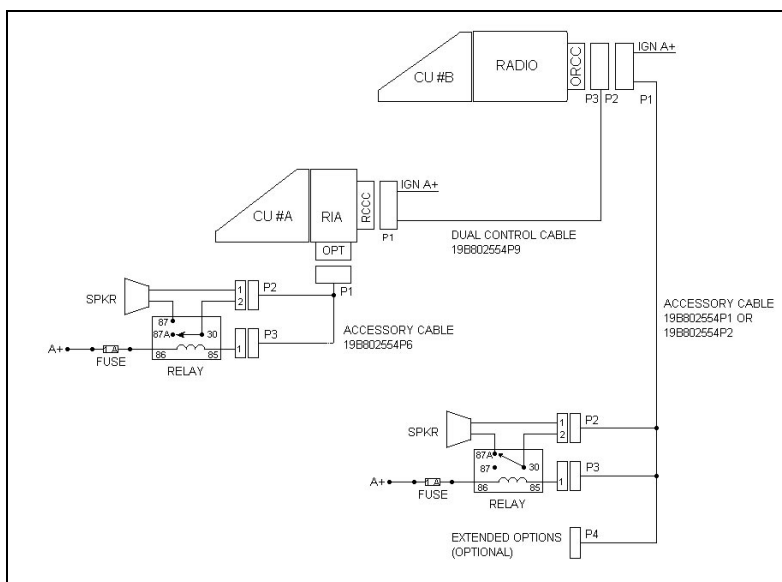 IGN A+
CU #B
RADIO
ORCC
P3
P2
P1
IGN A+
CU #A
RIA
RCCC
P1
OPT
DUAL CONTROL CABLE
19B802554P9
P1
SPKR
1
2
P2
87
87A
30
A+
1 A
FUSE
86
85
RELAY
1
P3
ACCESSORY CABLE
19B802554P6
ACCESSORY CABLE
19B802554P1 OR
19B802554P2
SPKR
1
2
P2
87A
87
30
A+
1 A
FUSE
86
85
RELAY
1
P3
EXTENDED OPTIONS
(OPTIONAL)
P4